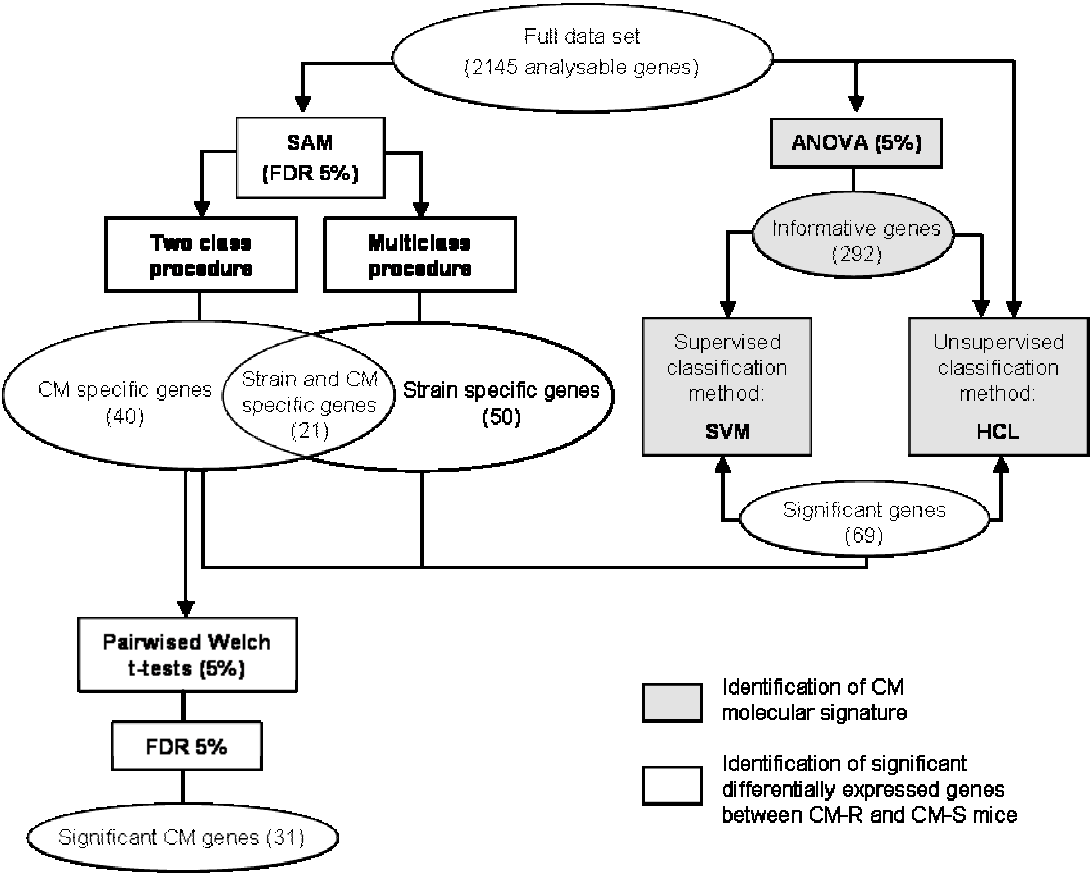 Full data set
(2145 analysable genes)
SAM
(FDR 5%)
ANOVA (5%)
Two class
procedure
Multiclass
procedure
Informative genes
(292)
CM specific genes
(40)
Strain and CM
specific genes
(21)
Strain specific genes
(50)
Supervised
classification
method:
SVM
Unsupervised
classification
method:
HCL
Significant genes
(69)
Pairwised Welch
t-tests (5%)
FDR 5%
Significant CM genes (31)
Identification of CM
molecular signature
Identification of significant
differentially expressed genes
between CM-R and CM-S mice